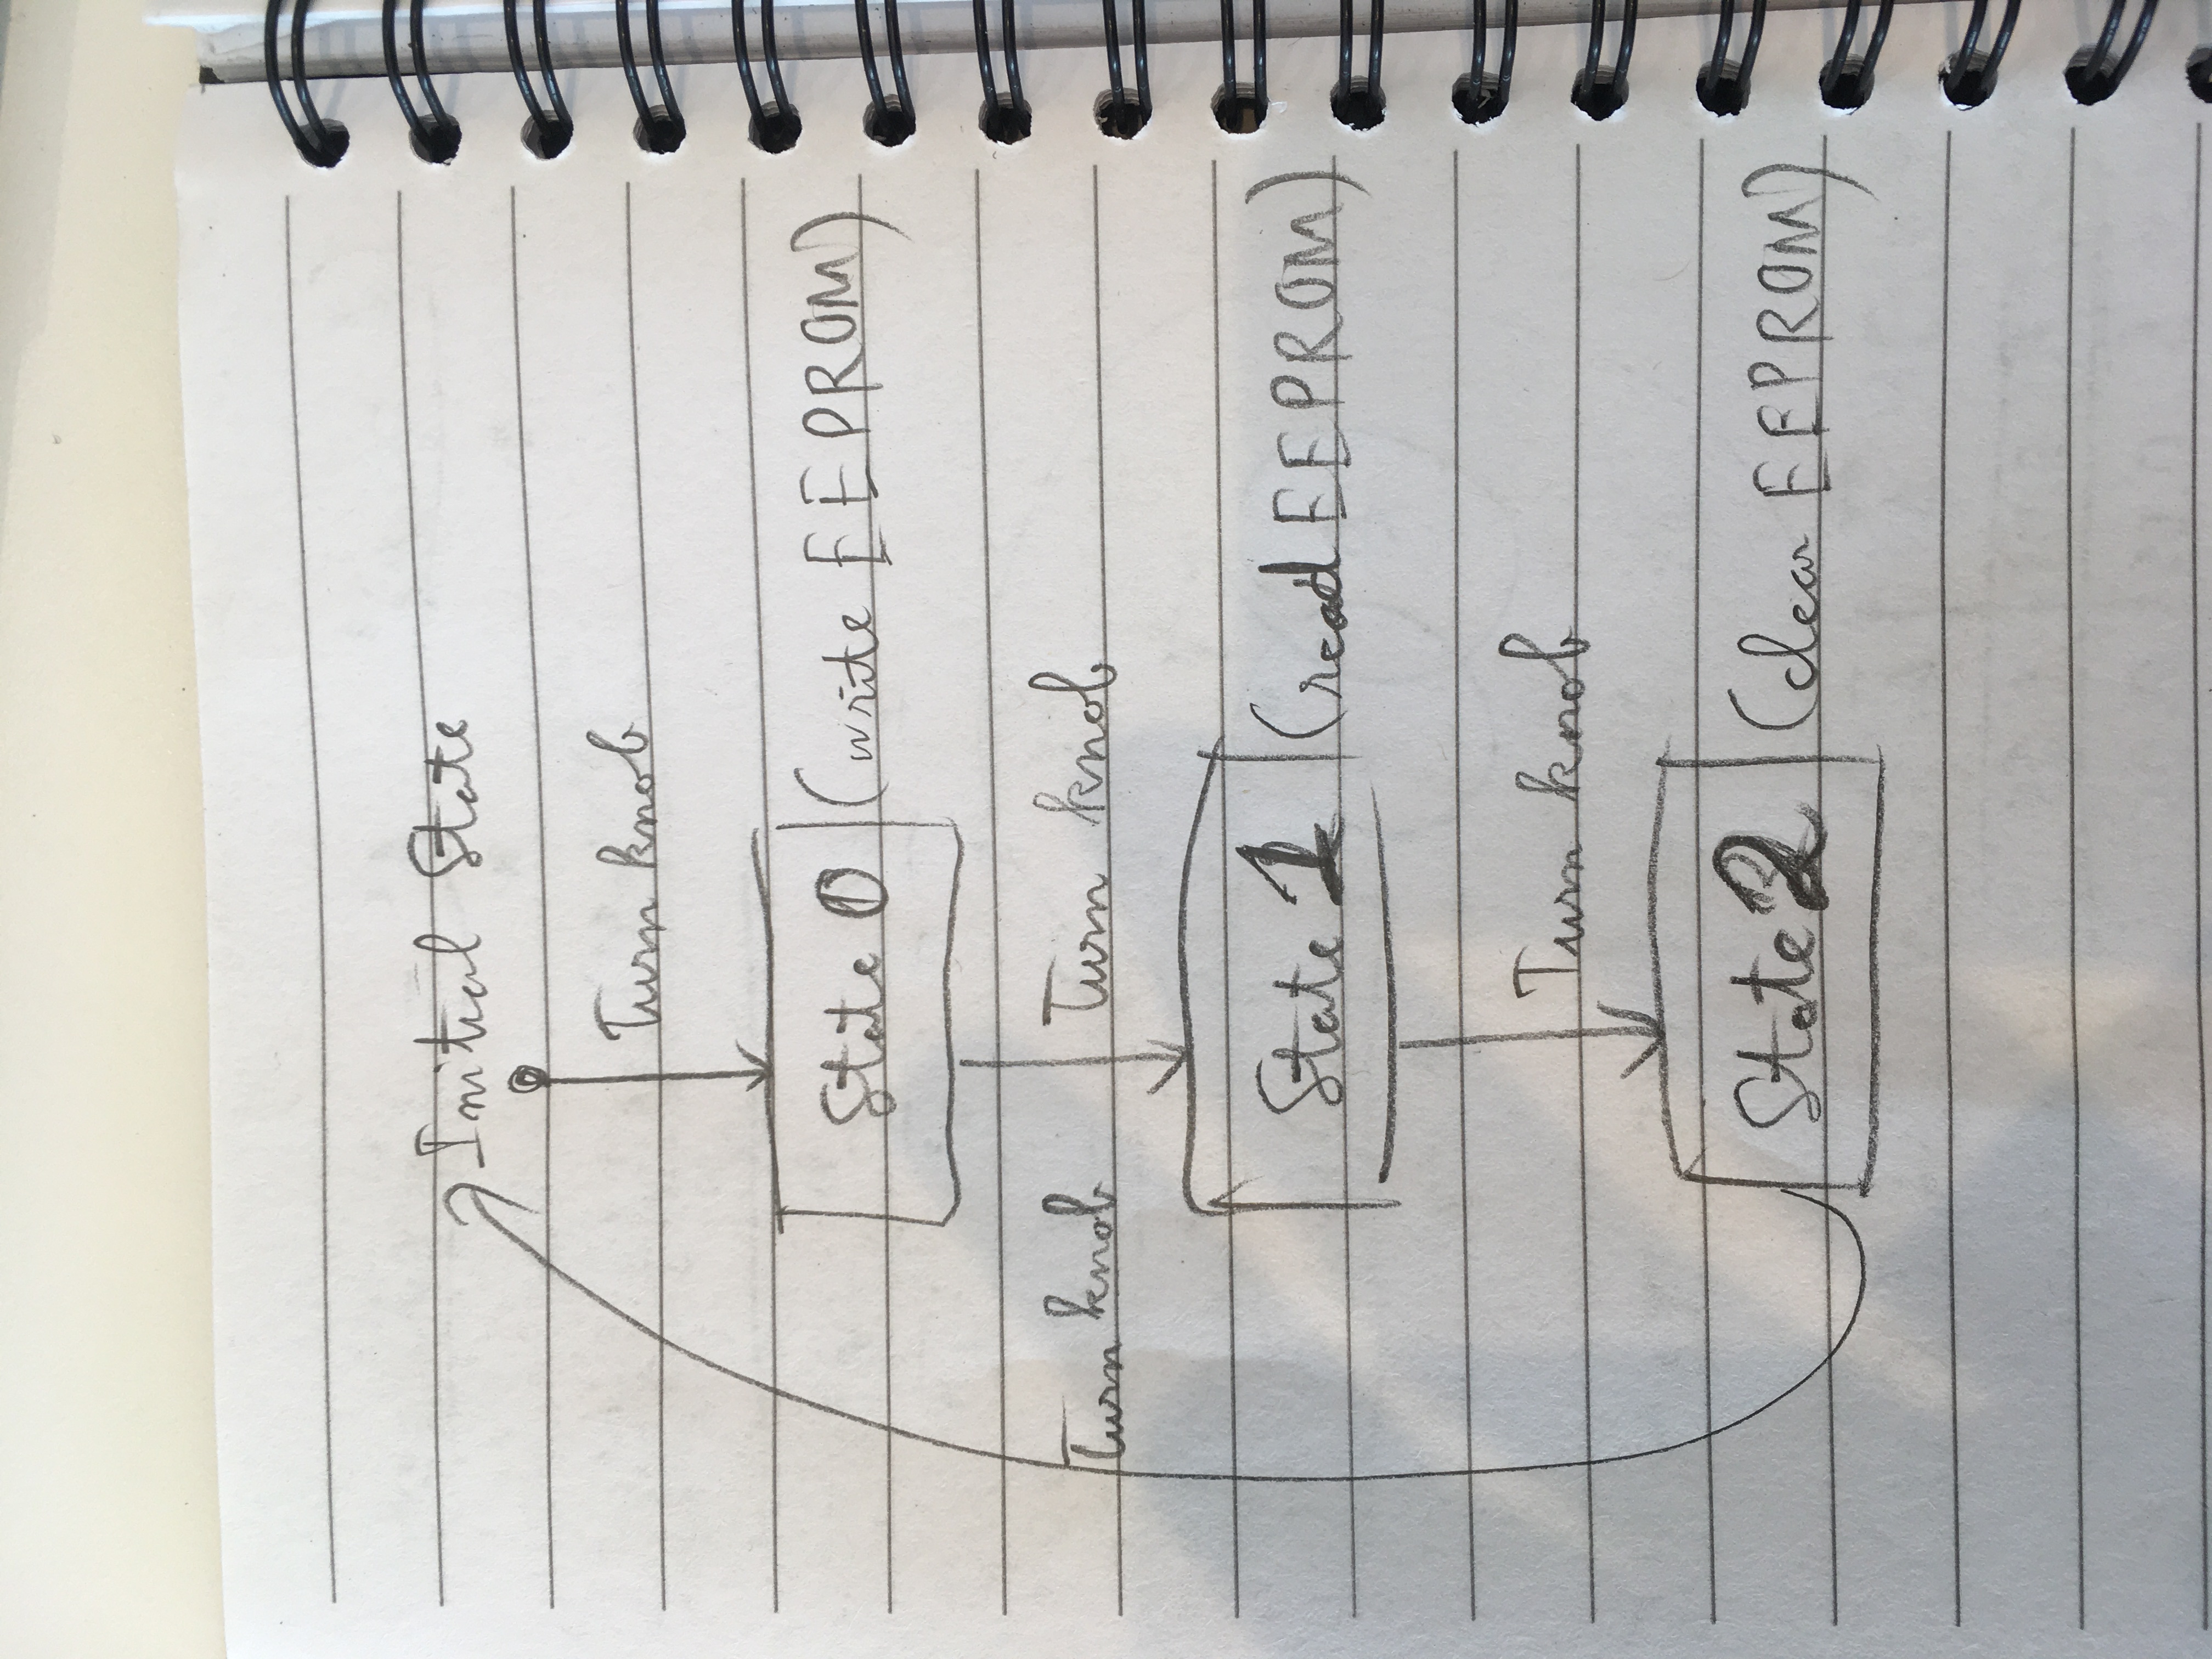 Initial State
Turn knob
State 0 (write EEPROM)
Turn knob Turn knob
State 1 (read EEPROM)
Turn knob
State 2 (clear EEPROM)